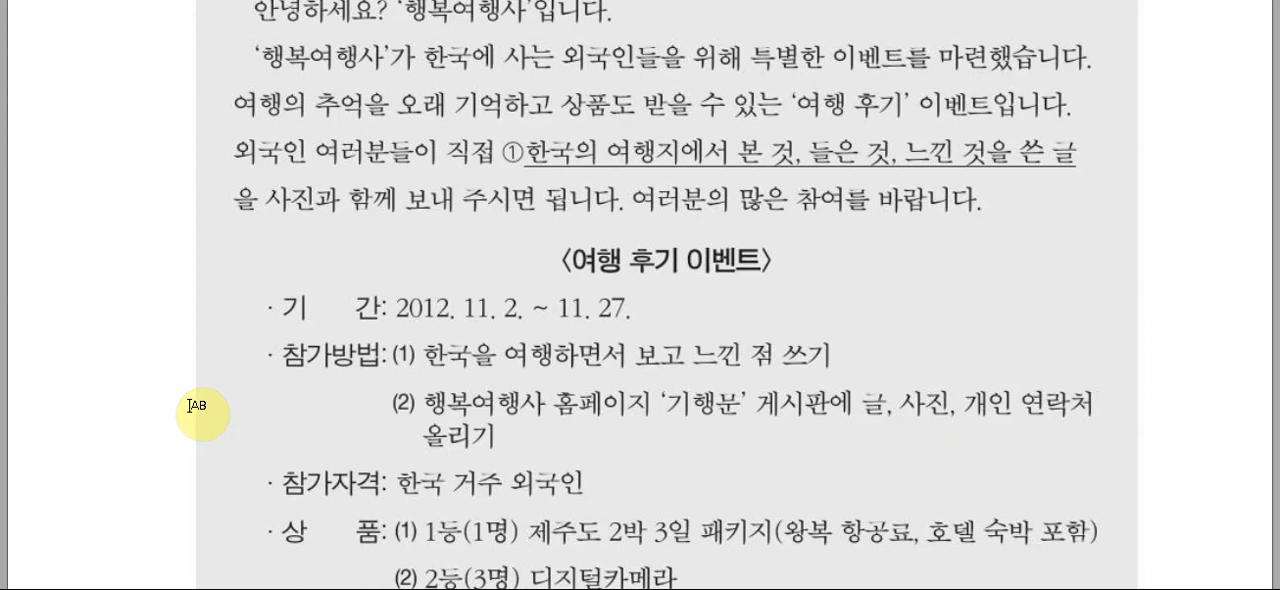 안녕하세요? ‘행복여행사’입니다.
‘행복여행사’가 한국에 사는 외국인들을 위해 특별한 이벤트를 마련했습니다.
여행의 추억을 오래 기억하고 상품도 받을 수 있는 ‘여행 후기’ 이벤트입니다.
외국인 여러분들이 직접 ①한국의 여행지에서 본 것, 들은 것, 느낀 것을 쓴 글
을 사진과 함께 보내 주시면 됩니다. 여러분의 많은 참여를 바랍니다.
〈여행 후기 이벤트〉
· 기 간: 2012. 11. 2. ~ 11. 27.
· 참가방법: (1) 한국을 여행하면서 보고 느낀 점 쓰기
(2) 행복여행사 홈페이지 ‘기행문’ 게시판에 글, 사진, 개인 연락처
올리기
AB
· 참가자격: 한국 거주 외국인
· 상 품: (1) 1등(1명) 제주도 2박 3일 패키지(왕복 항공료, 호텔 숙박 포함)
(2) 2등(3명) 디지털카메라